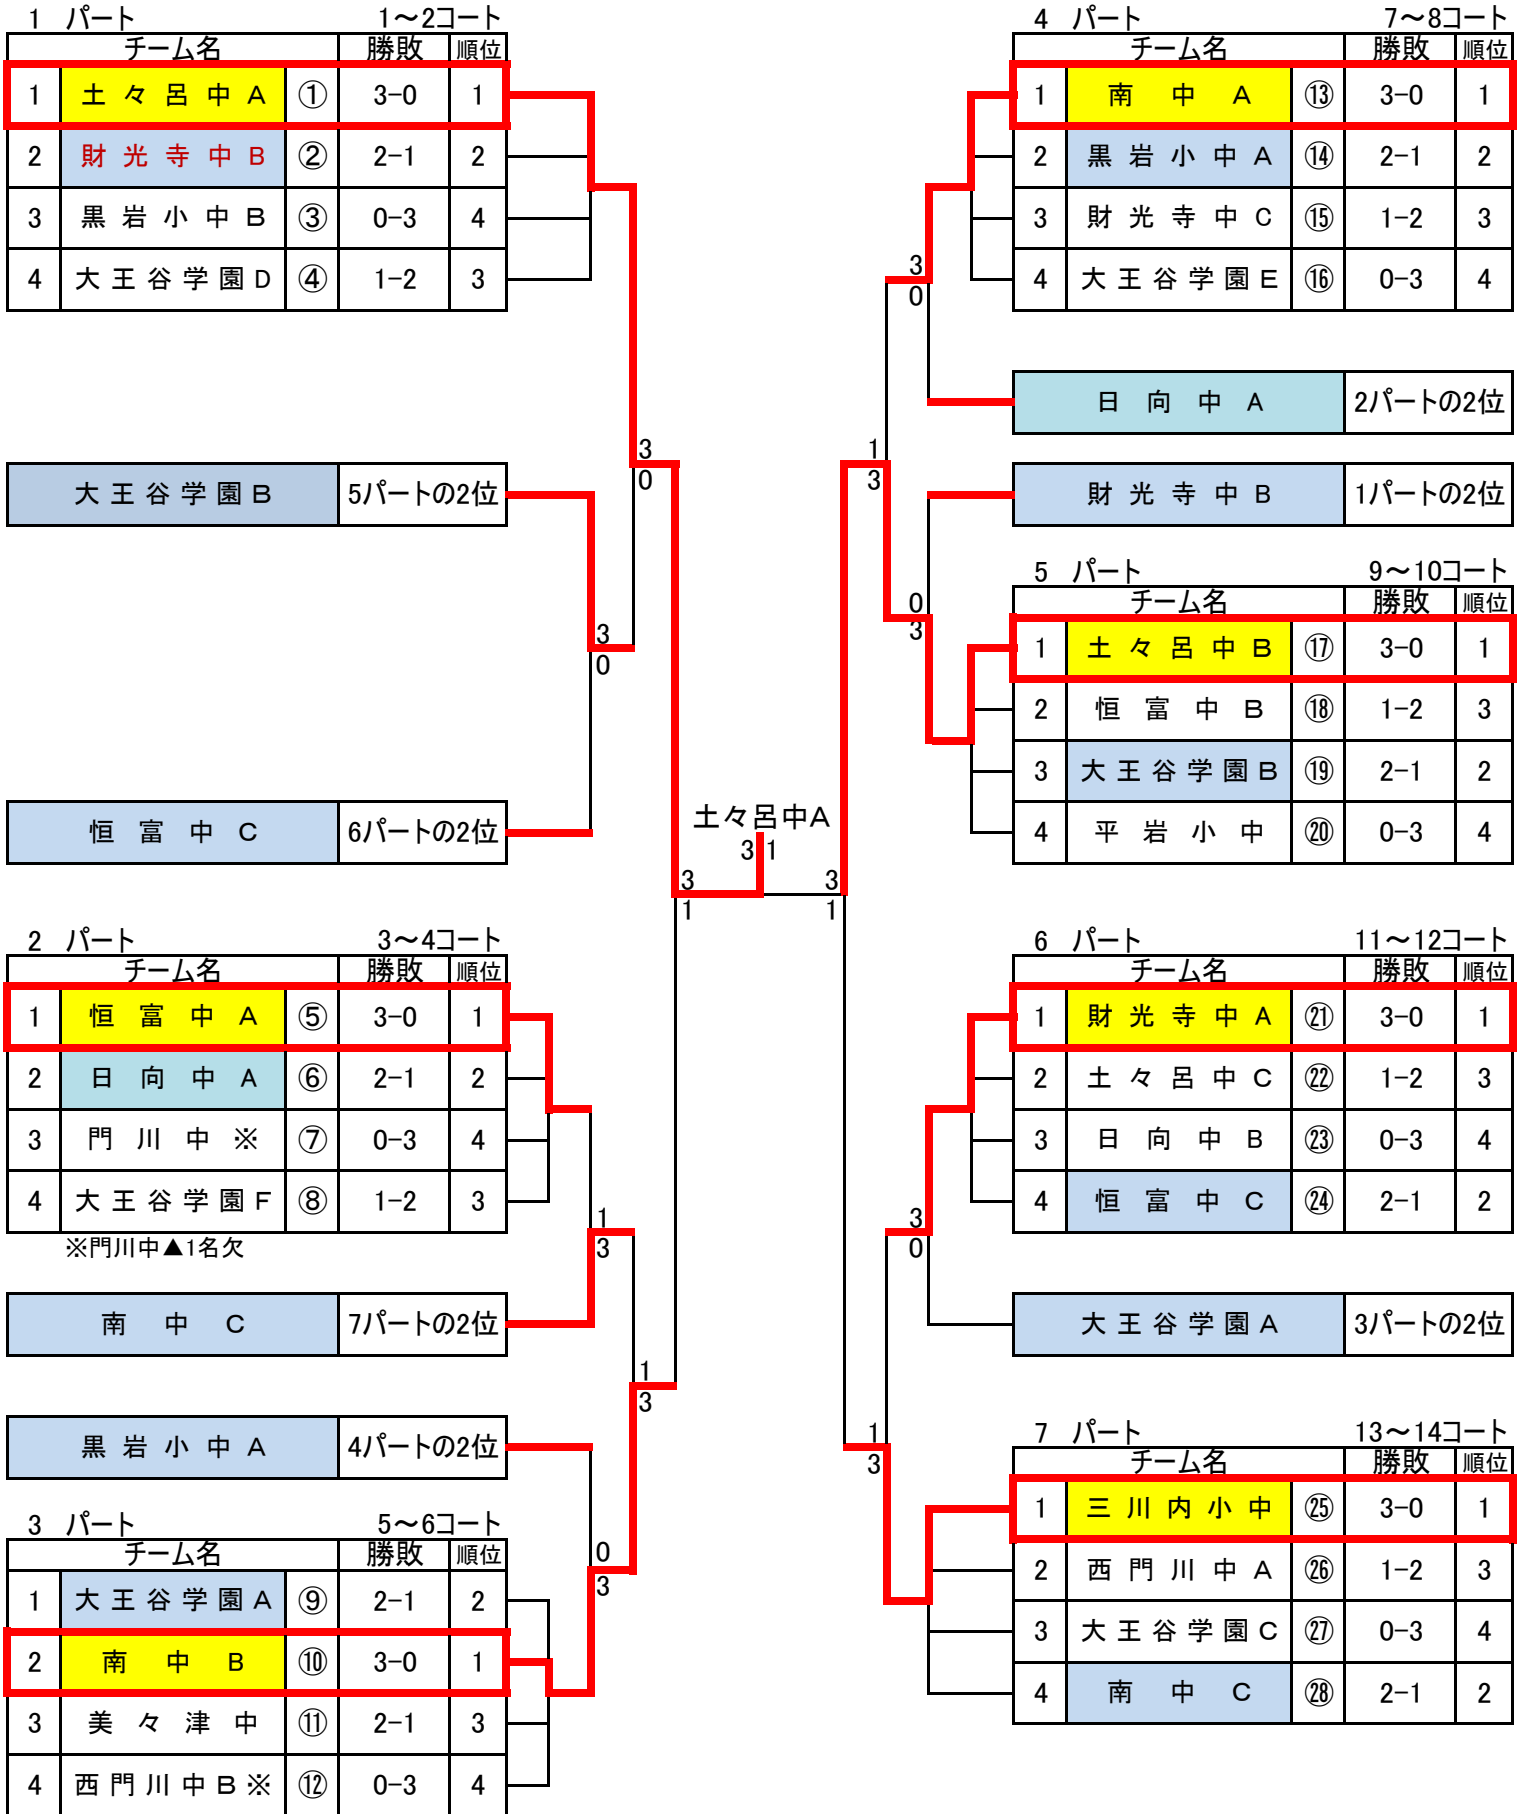 1 パート 1～2コート
チーム名 勝敗 順位
1 土々呂中A ① 3-0 1
2 財光寺中B ② 2-1 2
3 黒岩小中B ③ 0-3 4
4 大王谷学園D ④ 1-2 3
大王谷学園B 5パートの2位
恒富中C 6パートの2位
2 パート 3～4コート
チーム名 勝敗 順位
1 恒富中A ⑤ 3-0 1
2 日向中A ⑥ 2-1 2
3 門川中※ ⑦ 0-3 4
4 大王谷学園F ⑧ 1-2 3
※門川中▲1名欠
南中C 7パートの2位
黒岩小中A 4パートの2位
3 パート 5～6コート
チーム名 勝敗 順位
1 大王谷学園A ⑨ 2-1 2
2 南中B ⑩ 3-0 1
3 美々津中 ⑪ 2-1 3
4 西門川中B※ ⑫ 0-3 4
3
0
3
0
1
3
1
3
0
3
3
1
土々呂中A
3 1
3
1
3
0
1
3
0
3
3
0
1
3
4 パート 7～8コート
チーム名 勝敗 順位
1 南中A ⑬ 3-0 1
2 黒岩小中A ⑭ 2-1 2
3 財光寺中C ⑮ 1-2 3
4 大王谷学園E ⑯ 0-3 4
日向中A 2パートの2位
財光寺中B 1パートの2位
5 パート 9～10コート
チーム名 勝敗 順位
1 土々呂中B ⑰ 3-0 1
2 恒富中B ⑱ 1-2 3
3 大王谷学園B ⑲ 2-1 2
4 平岩小中 ⑳ 0-3 4
6 パート 11～12コート
チーム名 勝敗 順位
1 財光寺中A ㉑ 3-0 1
2 土々呂中C ㉒ 1-2 3
3 日向中B ㉓ 0-3 4
4 恒富中C ㉔ 2-1 2
大王谷学園A 3パートの2位
7 パート 13～14コート
チーム名 勝敗 順位
1 三川内小中 ㉕ 3-0 1
2 西門川中A ㉖ 1-2 3
3 大王谷学園C ㉗ 0-3 4
4 南中C ㉘ 2-1 2